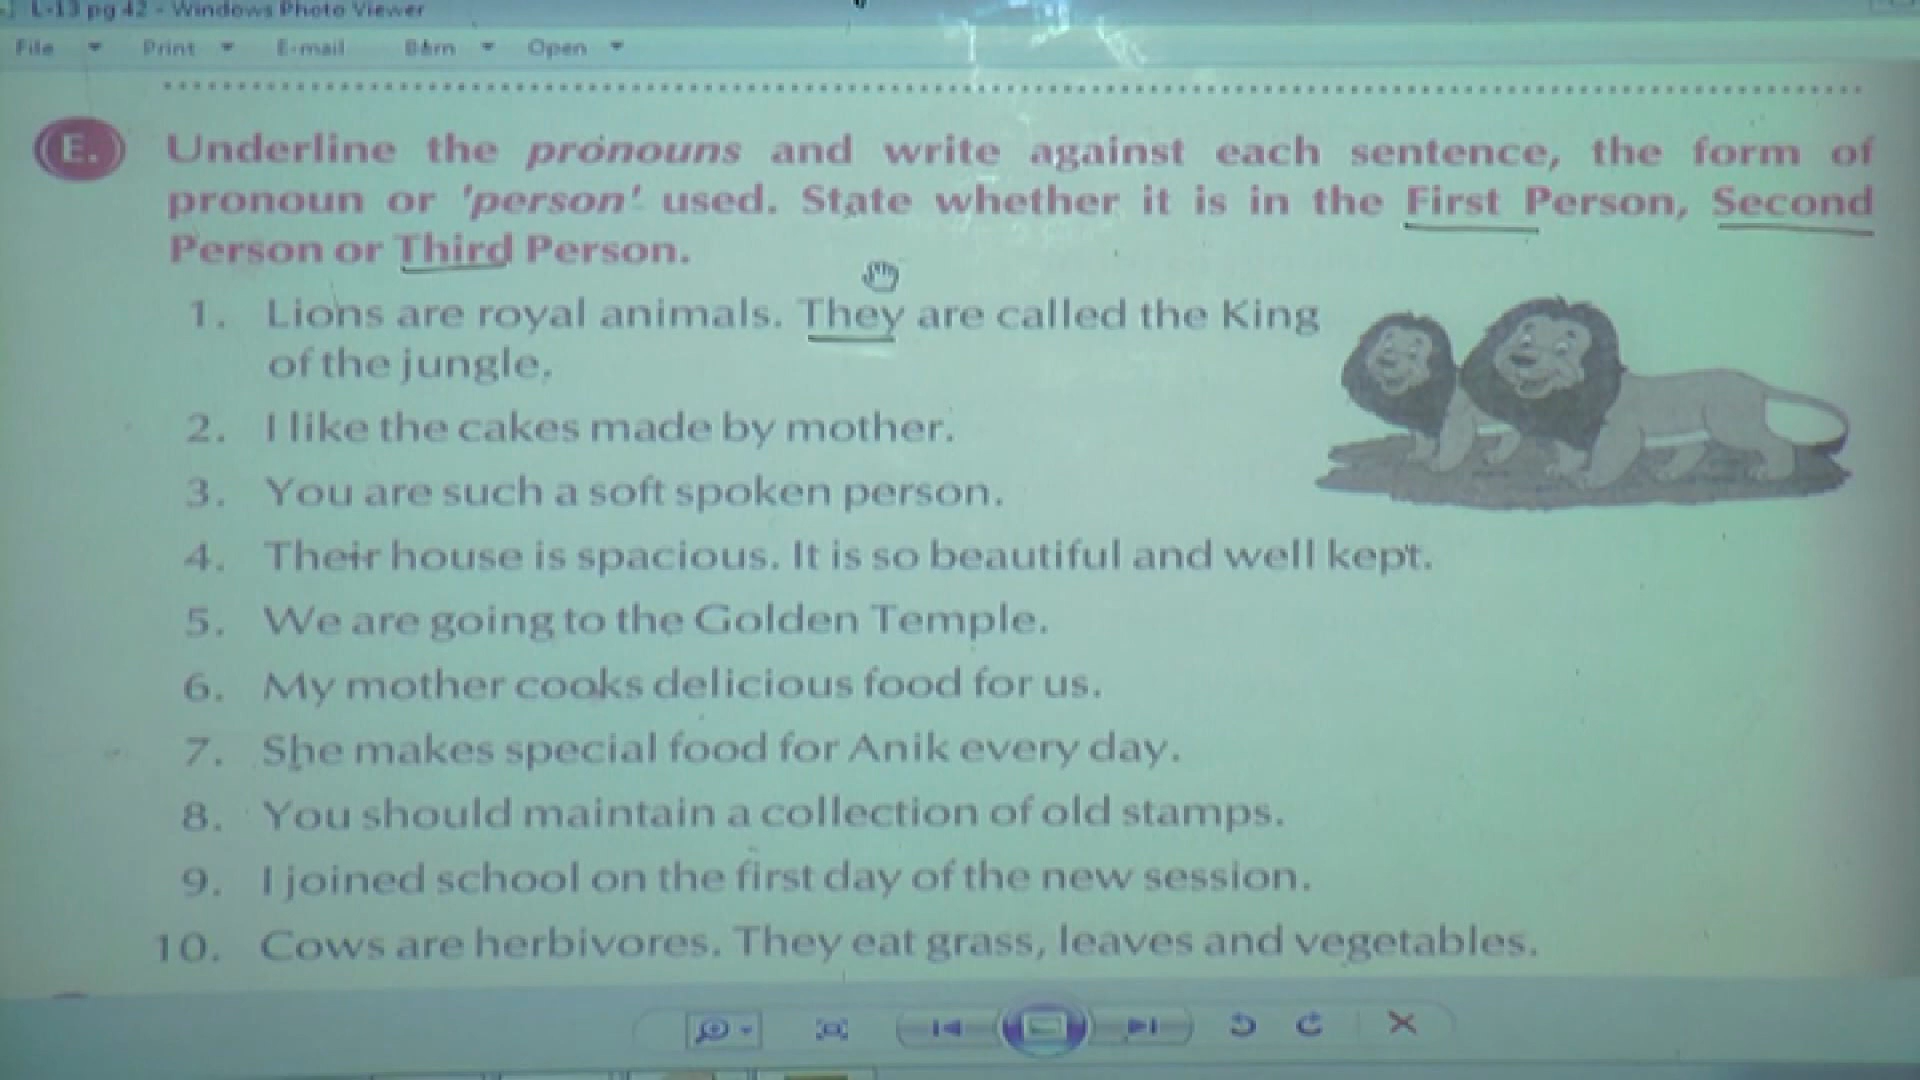 L-13 pg 42 - Windows Photo Viewer
File Print E-mail Burn Open
E. Underline the pronouns and write against each sentence, the form of
pronoun or 'person' used. State whether it is in the First Person, Second
Person or Third Person.
1. Lions are royal animals. They are called the King
of the jungle.
2. I like the cakes made by mother.
3. You are such a soft spoken person.
4. Their house is spacious. It is so beautiful and well kept.
5. We are going to the Golden Temple.
6. My mother cooks delicious food for us.
7. She makes special food for Anik every day.
8. You should maintain a collection of old stamps.
9. I joined school on the first day of the new session.
10. Cows are herbivores. They eat grass, leaves and vegetables.